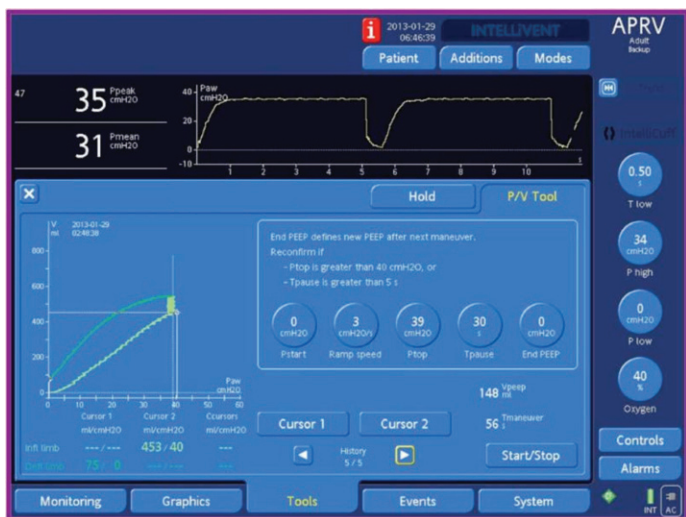 i
2013-01-29
06:46:39
INTELLIVENT
APRV
Adult
Backup
Patient
Additions
Modes
47
35 Ppeak
cmH2O
31 Pmean
cmH2O
Paw
cmH2O
40
0
-10
1 2 3 4 5 6 7 8 9 10 s
IntelliCuff
0.50
s
T low
34
cmH2O
P high
0
cmH2O
P low
40
%
Oxygen
Controls
Alarms
X
Hold
P/V Tool
V
ml
2013-01-29
02:48:38
800
600
400
200
0
0 10 20 30 40 50 60
Paw
cmH2O
Cursor 1
ml/cmH2O
Cursor 2
ml/cmH2O
ml/cmH2O
Infl limb ---/--- 453/40 ---
75/ 0 ---/--- ---
End PEEP defines new PEEP after next maneuver.
Reconfirm if
- Ptop is greater than 40 cmH2O, or
- Tpause is greater than 5 s
0
cmH2O
Pstart
3
cmH2O/s
Ramp speed
39
cmH2O
Ptop
30
s
Tpause
0
cmH2O
End PEEP
148 Vpeep
ml
56 Tmaneuver
s
Cursor 1
Cursor 2
History
5 / 5
Start/Stop
Monitoring
Graphics
Tools
Events
System
INT
AC